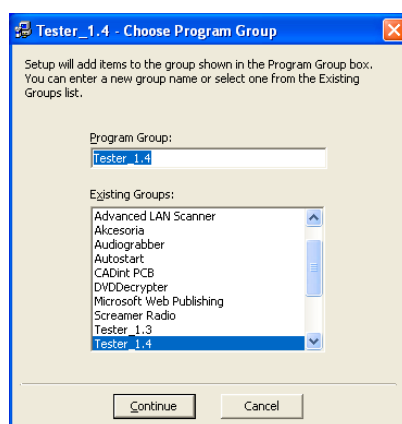 Tester_1.4 - Choose Program Group
Setup will add items to the group shown in the Program Group box.
You can enter a new group name or select one from the Existing
Groups list.
Program Group:
Tester_1.4
Existing Groups:
Advanced LAN Scanner
Akcesoria
Audiograbber
Autostart
CADint PCB
DVDDecrypter
Microsoft Web Publishing
Screamer Radio
Tester_1.3
Tester_1.4
Continue
Cancel